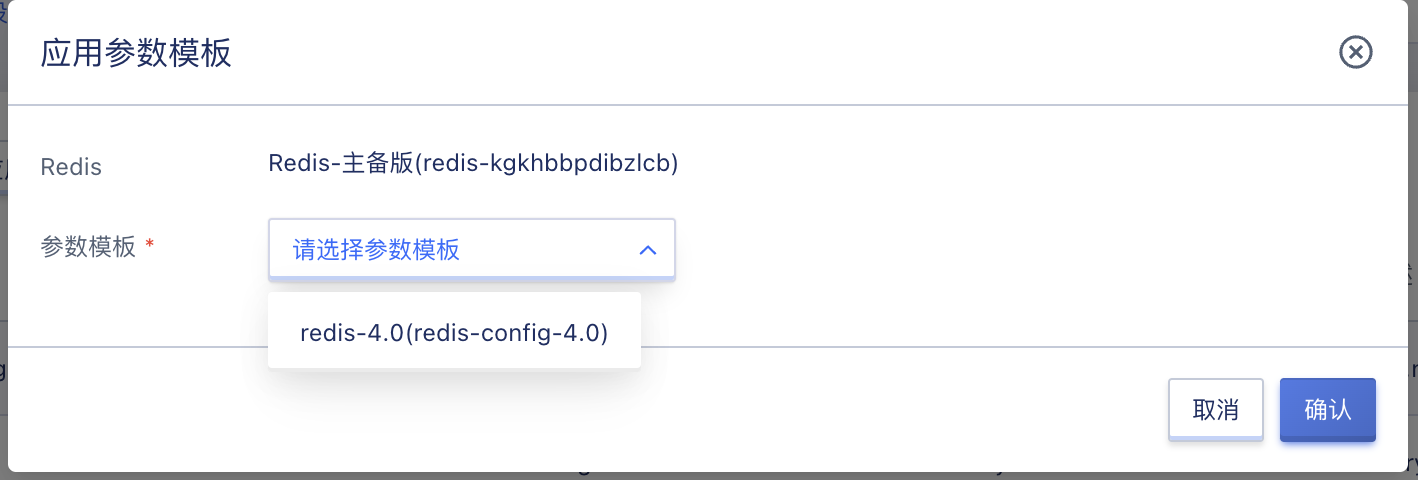 应用参数模板
Redis Redis-主备版(redis-kgkhbbpdibzlcb)
参数模板 * 请选择参数模板
redis-4.0(redis-config-4.0)
取消 确认